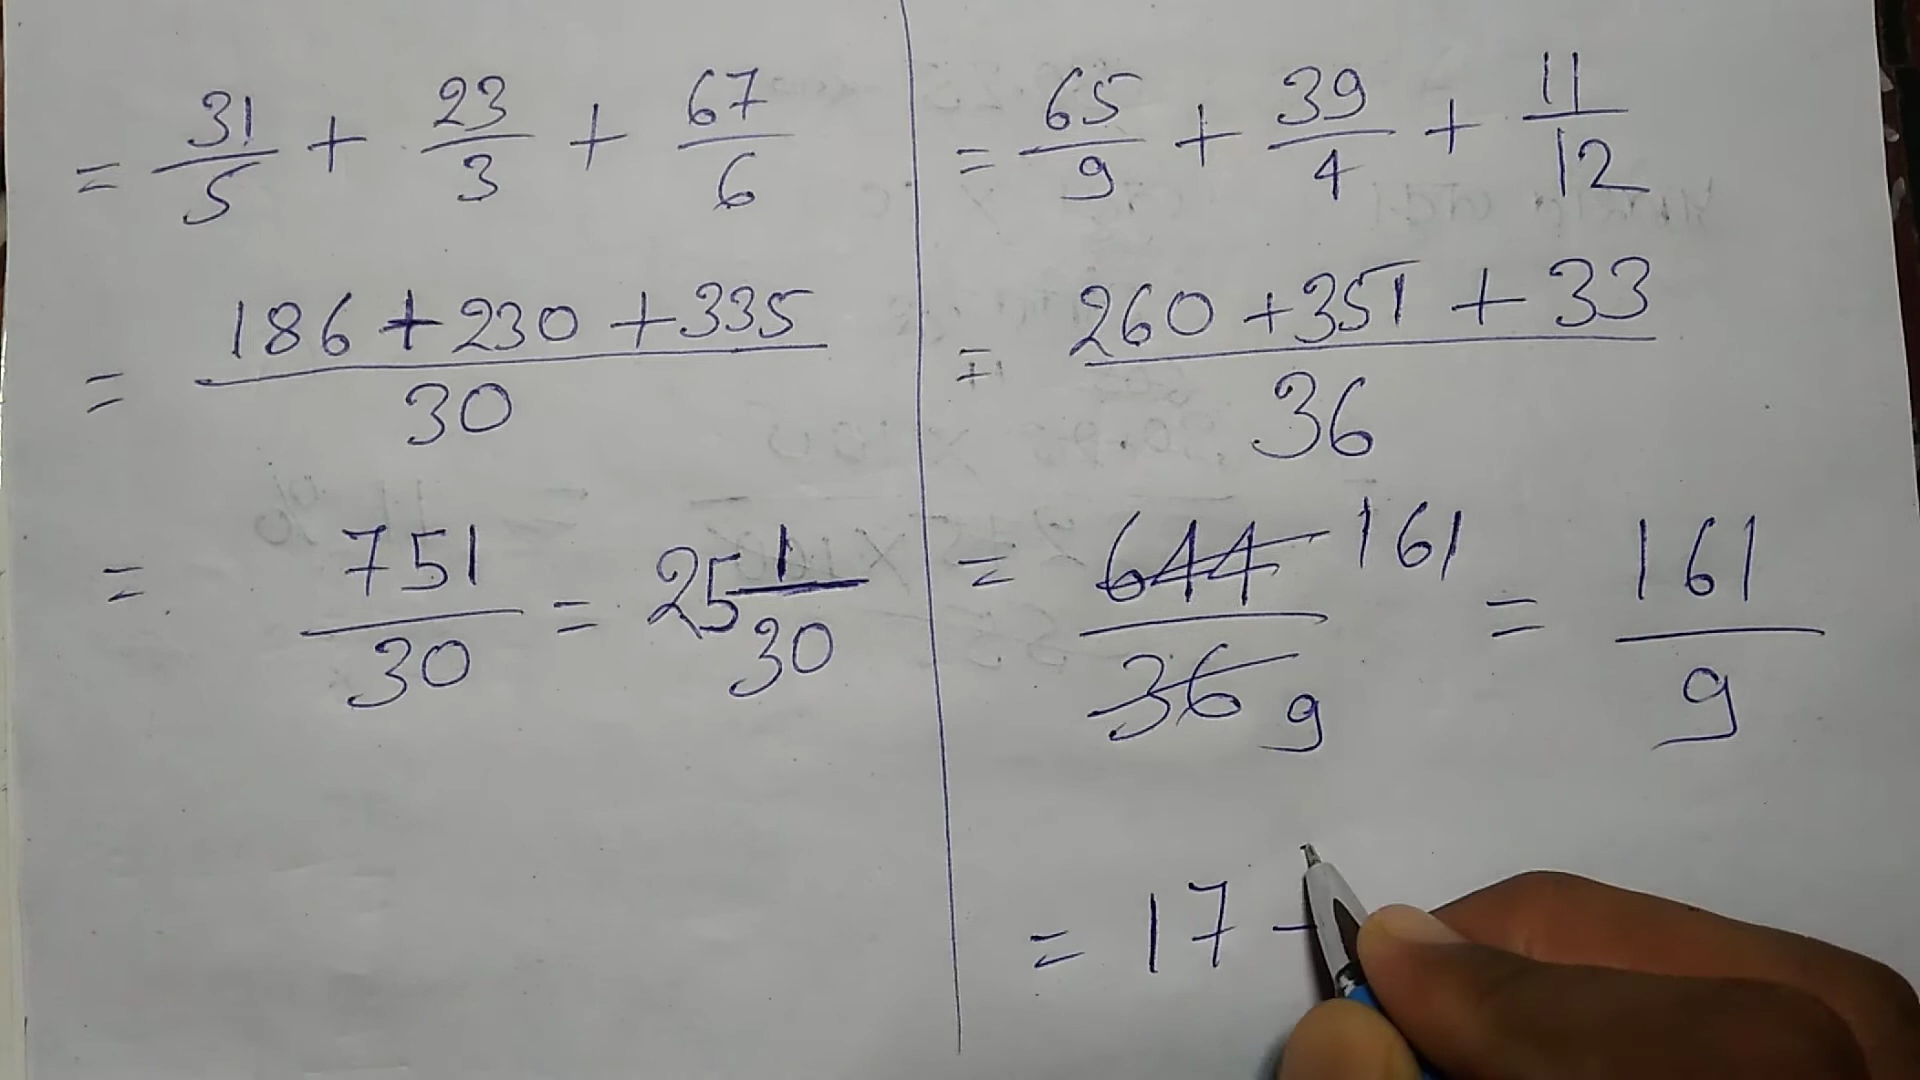 = 31/5 + 23/3 + 67/6
= 186 + 230 + 335 / 30
= 751/30 = 25 1/30
= 65/9 + 39/4 + 11/12
= 260 + 351 + 33 / 36
= 644/36 161/9 = 161/9
= 17